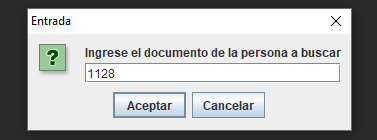 Entrada
Ingrese el documento de la persona a buscar
?
1128
Aceptar Cancelar